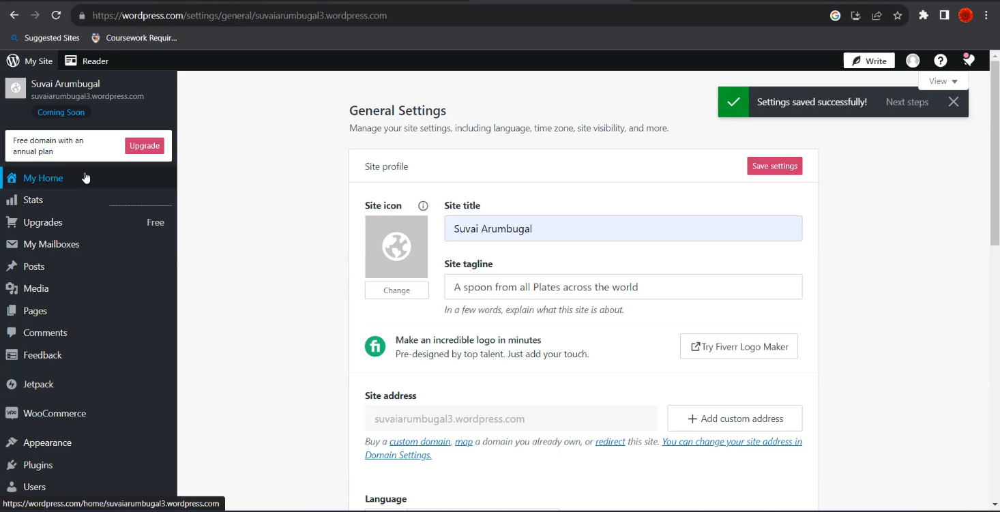 https://wordpress.com/settings/general/suvaiarumbugal3.wordpress.com
Suggested Sites
Coursework Requir...
My Site
Reader
Write
Suvai Arumbugal
suvaiarumbugal3.wordpress.com
Coming Soon
View
Settings saved successfully!
Next steps
Free domain with an
annual plan
Upgrade
My Home
Stats
Upgrades
Free
My Mailboxes
Posts
Media
Pages
Comments
Feedback
Jetpack
WooCommerce
Appearance
Plugins
Users
https://wordpress.com/home/suvaiarumbugal3.wordpress.com
General Settings
Manage your site settings, including language, time zone, site visibility, and more.
Site profile
Save settings
Site icon
Change
Site title
Suvai Arumbugal
Site tagline
A spoon from all Plates across the world
In a few words, explain what this site is about.
fi
Make an incredible logo in minutes
Pre-designed by top talent. Just add your touch.
Try Fiverr Logo Maker
Site address
suvaiarumbugal3.wordpress.com
+ Add custom address
Buy a custom domain, map a domain you already own, or redirect this site. You can change your site address in
Domain Settings.
Language